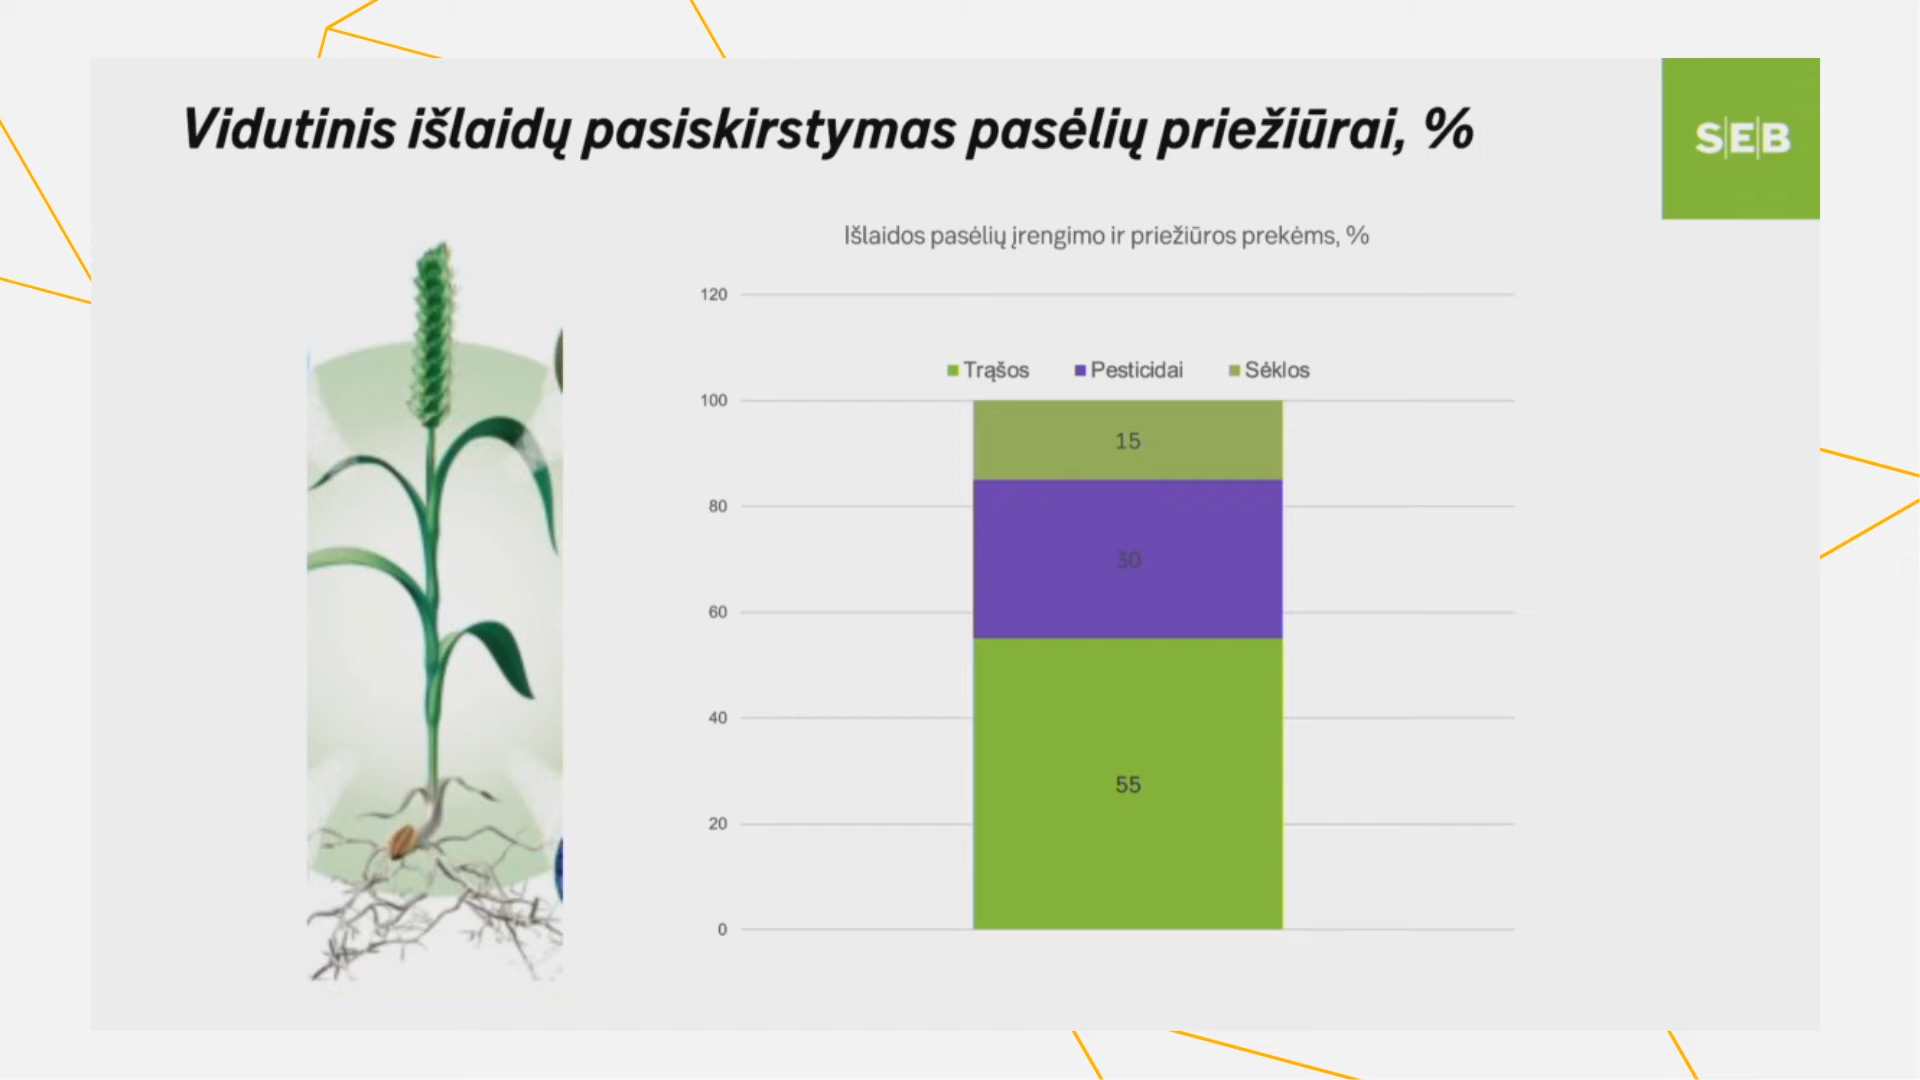 Vidutinis išlaidų pasiskirstymas pasėlių priežiūrai, %
SEB
Išlaidos pasėlių įrengimo ir priežiūros prekėms, %
120
Trąšos Pesticidai Sėklos
100
15
80
30
60
40
55
20
0